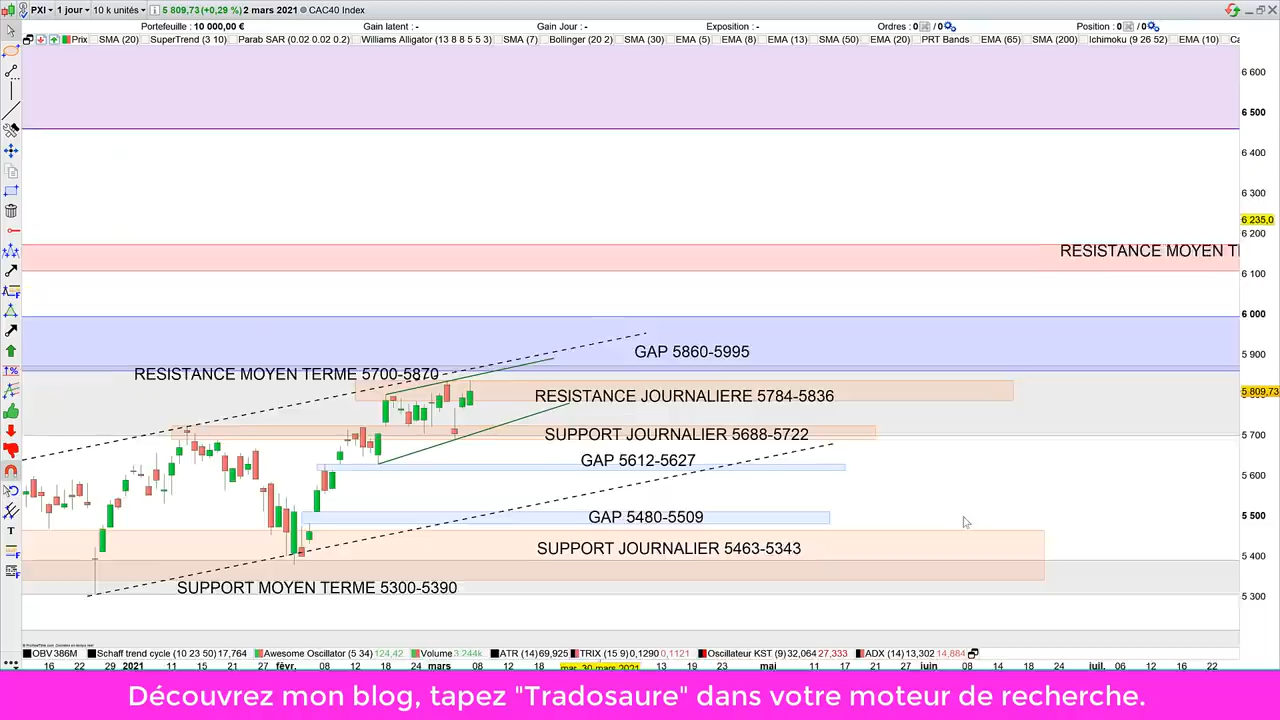 PXI 1 jour 10 k unités 5 809,73 (+0,29 %) 2 mars 2021 CAC40 Index
Portefeuille : 10 000,00 € Gain latent : - Gain Jour : - Exposition : - Ordres : 0 / 0 Position : 0 / 0
Prix SMA (20) SuperTrend (3 10) Parab SAR (0.02 0.02 0.2) Williams Alligator (13 8 8 5 5 3) SMA (7) Bollinger (20 2) SMA (30) EMA (5) EMA (8) EMA (13) SMA (50) EMA (20) PRT Bands EMA (65) SMA (200) Ichimoku (9 26 52) EMA (10)
6 600
6 500
6 400
6 300
6 235,0
6 200
RESISTANCE MOYEN T
6 100
6 000
GAP 5860-5995
5 900
RESISTANCE MOYEN TERME 5700-5870
RESISTANCE JOURNALIERE 5784-5836
5 809,73
SUPPORT JOURNALIER 5688-5722
5 700
GAP 5612-5627
5 600
GAP 5480-5509
5 500
SUPPORT JOURNALIER 5463-5343
5 400
SUPPORT MOYEN TERME 5300-5390
5 300
OBV 386M Schaff trend cycle (10 23 50) 17,764 Awesome Oscillator (5 34) 124,42 Volume 3 244k ATR (14) 69,925 TRIX (15 9) 0,1290 0,1121 Oscillateur KST (9) 22,064 27,333 ADX (14) 13,302 14,884
16 22 2021 11 15 21 27 févr. 08 12 18 24 mars 08 12 18 mar. 30 mars 2021 13 19 23 mai 11 17 21 27 juin 08 14 18 24 juil. 06 12 16 22
Découvrez mon blog, tapez "Tradosaure" dans votre moteur de recherche.